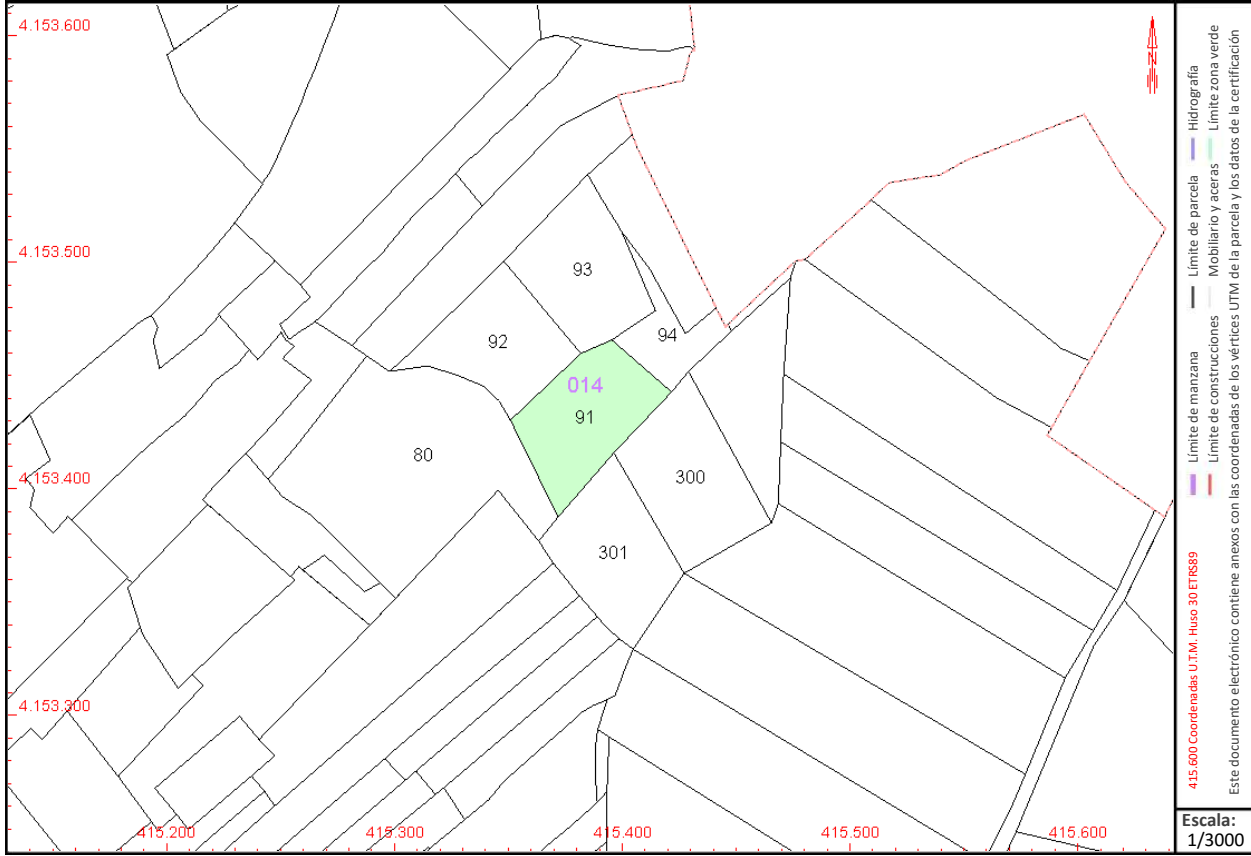 4.153.600
4.153.500
4.153.400
4.153.300
415.200
415.300
415.400
415.500
415.600
93
92
94
014
91
80
300
301
N
Límite de manzana
Límite de parcela
Hidrografía
Límite de construcciones
Mobiliario y aceras
Límite zona verde
415.600 Coordenadas U.T.M. Huso 30 ETRS89
Este documento electrónico contiene anexos con las coordenadas de los vértices UTM de la parcela y los datos de la certificación
Escala:
1/3000